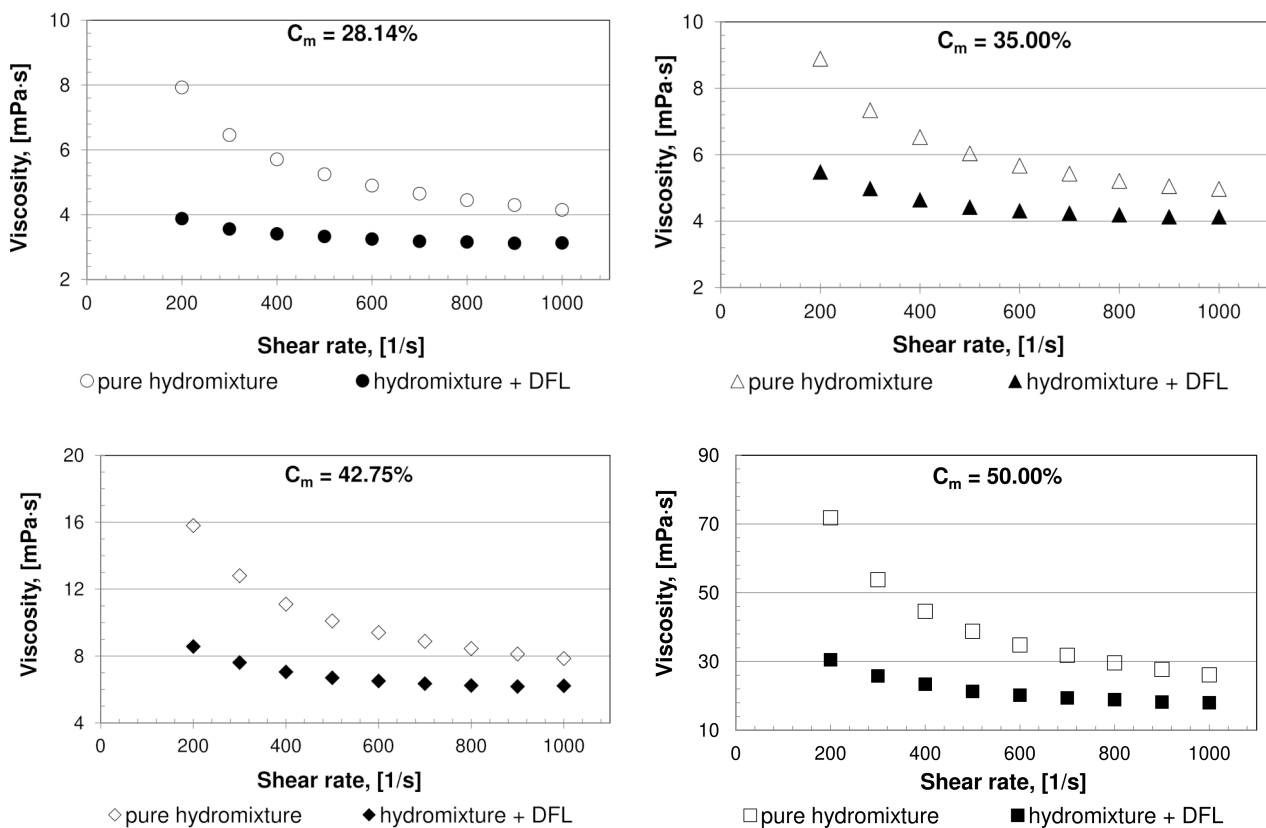 C_m = 28.14%
Viscosity, [mPa·s]
10
8
6
4
2
0 200 400 600 800 1000
Shear rate, [1/s]
pure hydromixture hydromixture + DFL
C_m = 35.00%
Viscosity, [mPa·s]
10
8
6
4
2
0 200 400 600 800 1000
Shear rate, [1/s]
pure hydromixture hydromixture + DFL
C_m = 42.75%
Viscosity, [mPa·s]
20
16
12
8
4
0 200 400 600 800 1000
Shear rate, [1/s]
pure hydromixture hydromixture + DFL
C_m = 50.00%
Viscosity, [mPa·s]
90
70
50
30
10
0 200 400 600 800 1000
Shear rate, [1/s]
pure hydromixture hydromixture + DFL